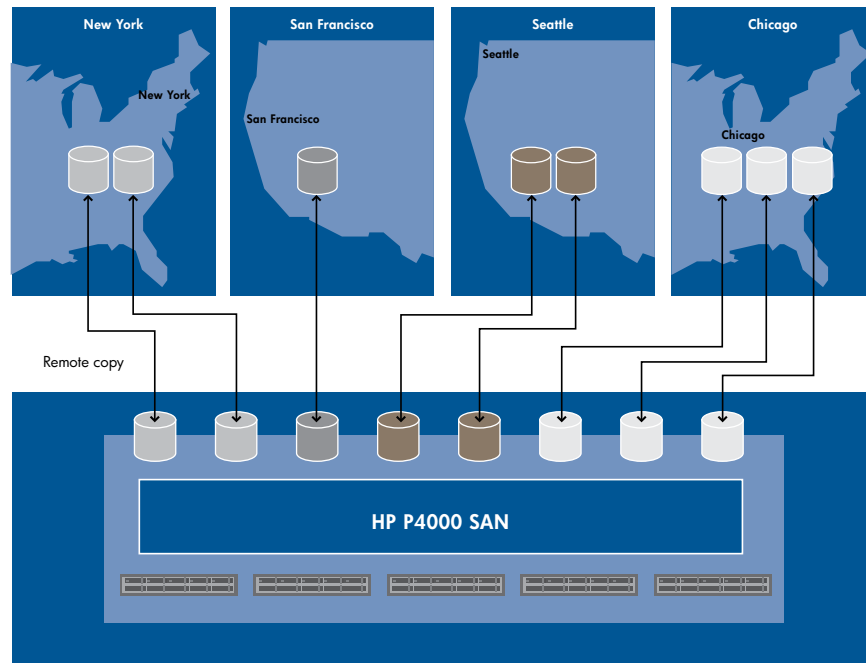 New York
San Francisco
Seattle
Chicago
New York
San Francisco
Seattle
Chicago
Remote copy
HP P4000 SAN